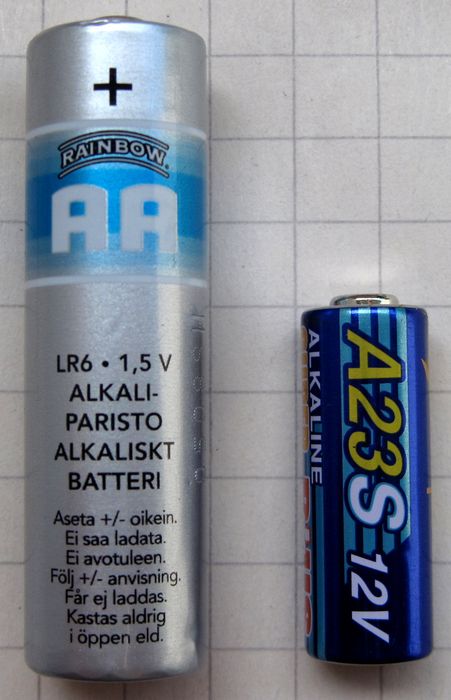 +
RAINBOW
AA
LR6 • 1,5 V
ALKALI-
PARISTO
ALKALISKT
BATTERI
Aseta +/- oikein.
Ei saa ladata.
Ei avotuleen.
Följ +/- anvisning.
Får ej laddas.
Kastas aldrig
i öppen eld.
A23S 12V
ALKALINE